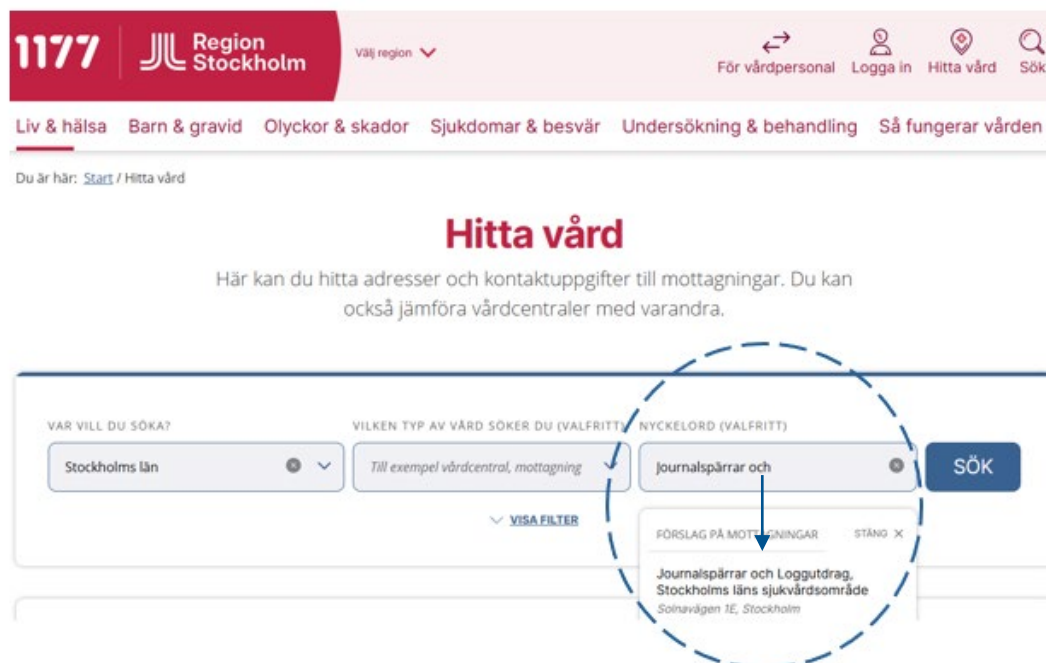 1177
Region
Stockholm
Välj region
För vårdpersonal
Logga in
Hitta vård
Sök
Liv & hälsa Barn & gravid Olyckor & skador Sjukdomar & besvär Undersökning & behandling Så fungerar vården
Du är här: Start / Hitta vård
Hitta vård
Här kan du hitta adresser och kontaktuppgifter till mottagningar. Du kan
också jämföra vårdcentraler med varandra.
VAR VILL DU SÖKA?
VILKEN TYP AV VÅRD SÖKER DU (VALFRITT)
NYCKELORD (VALFRITT)
Stockholms län
Till exempel vårdcentral, mottagning
Journalspärrar och
SÖK
VISA FILTER
FÖRSLAG PÅ MOTTAGNINGAR
STÄNG
Journalspärrar och Loggutdrag,
Stockholms läns sjukvårdsområde
Solnavägen 1E, Stockholm